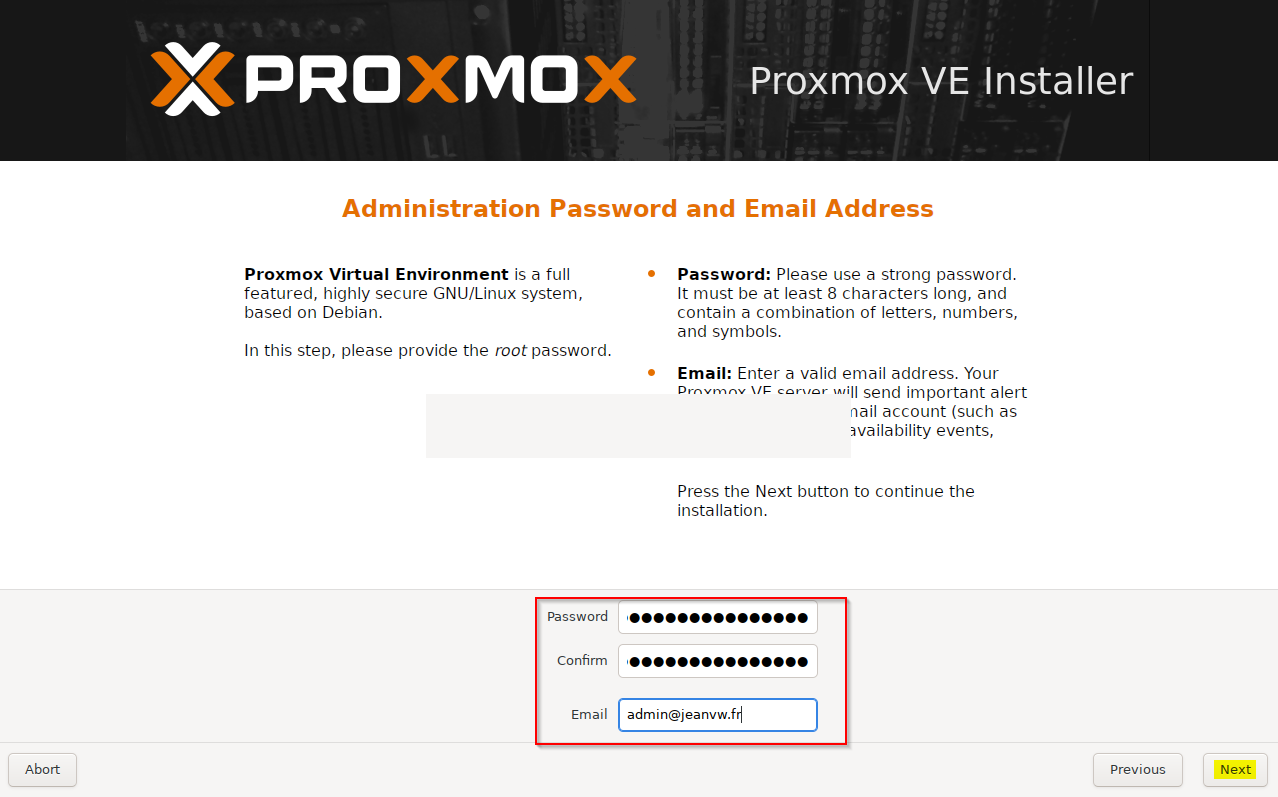 PROXMOX
Proxmox VE Installer
Administration Password and Email Address
Proxmox Virtual Environment is a full
featured, highly secure GNU/Linux system,
based on Debian.
In this step, please provide the root password.
Password: Please use a strong password.
It must be at least 8 characters long, and
contain a combination of letters, numbers,
and symbols.
Email: Enter a valid email address. Your
Proxmox VE server will send important alert
account (such as
availability events,
Press the Next button to continue the
installation.
Password
Confirm
Email admin@jeanvw.fr
Abort
Previous
Next